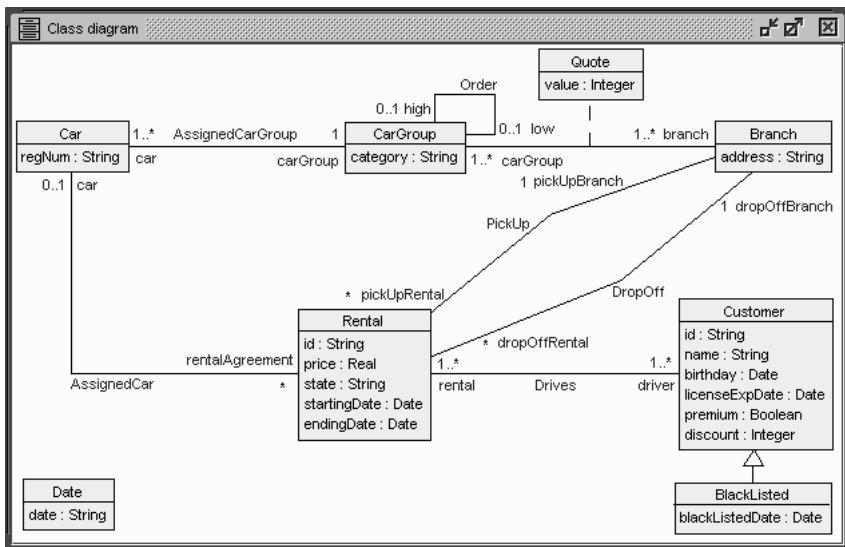 Class diagram
Quote
value : Integer
Order
0..1 high
0..1 low
Car
regNum : String
1..*
car
AssignedCarGroup
1
carGroup
CarGroup
category : String
1..* carGroup
1..* branch
Branch
address : String
0..1 car
1 pickUpBranch
1 dropOffBranch
PickUp
DropOff
* pickUpRental
* dropOffRental
Rental
id : String
price : Real
state : String
startingDate : Date
endingDate : Date
rentalAgreement
*
AssignedCar
1..*
rental
Drives
1..*
driver
Customer
id : String
name : String
birthday : Date
licenseExpDate : Date
premium : Boolean
discount : Integer
BlackListed
blackListedDate : Date
Date
date : String